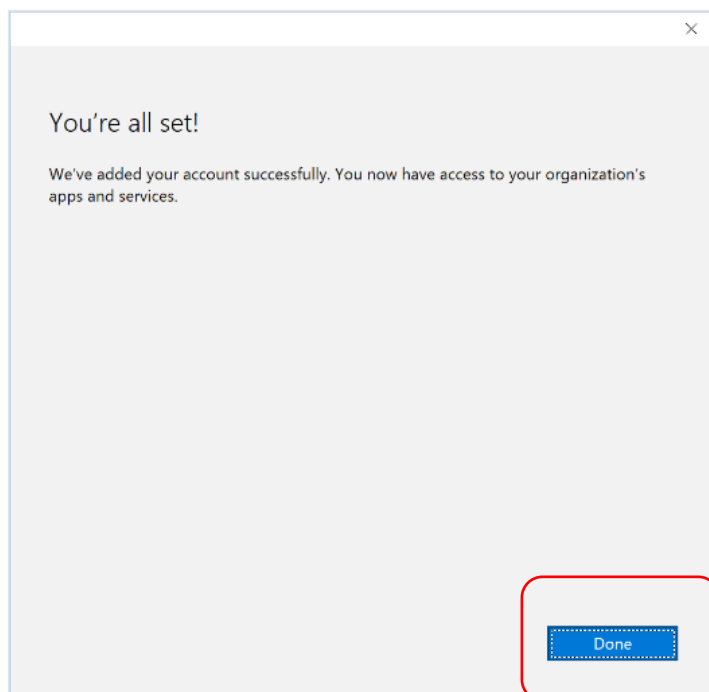 You're all set!
We've added your account successfully. You now have access to your organization's
apps and services.
Done